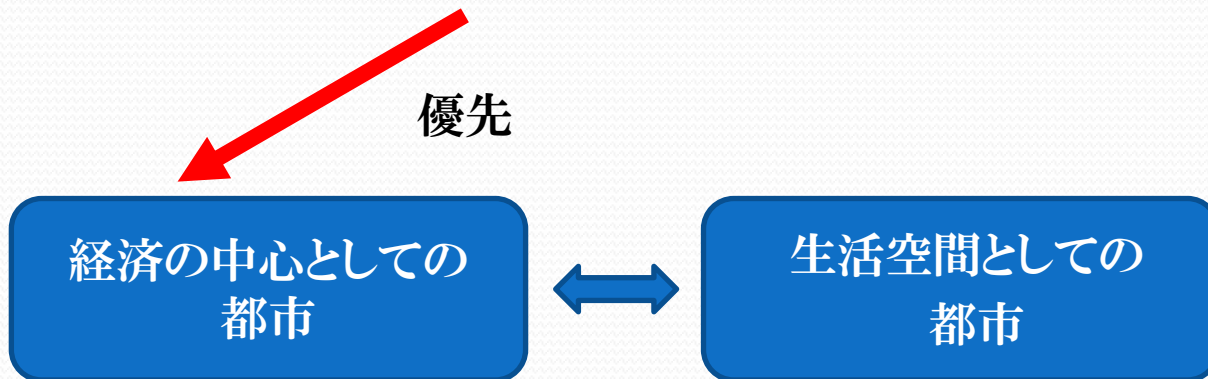 優先
経済の中心としての
都市
生活空間としての
都市